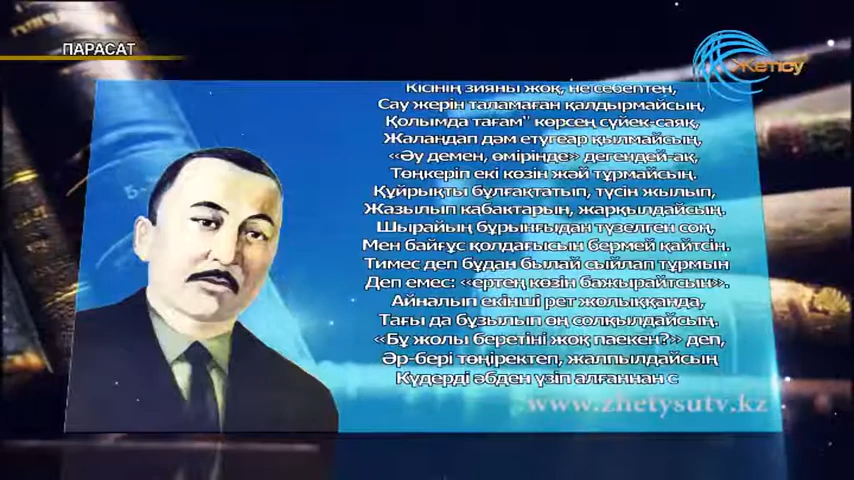 ПАРАСАТ
Жетісу
Кісінің зияны жоқ, не себептен,
Сау жерін таламаған қалдырмайсың,
Қолымда тағам" көрсең сүйек-саяқ,
Жалаңдап дәм етугеар қылмайсың,
«Әу демен, өмірінде» дегендей-ақ,
Төңкеріп екі көзін жәй тұрмайсың.
Құйрықты бұлғақтатып, түсін жылып,
Жазылып қабактарың, жарқылдайсың.
Шырайың бұрынғыдан түзелген соң,
Мен байғұс қолдағысын бермей қайтсін.
Тимес деп бұдан былай сыйлап тұрмын
Деп емес: «ертең көзін бажырайтсын».
Айналып екінші рет жолыққанда,
Тағы да бұзылып өң солқылдайсың.
«Бұ жолы беретіні жоқ паекен?» деп,
Әр-бері төңіректеп, жалпылдайсың
Күдерді әбден үзіп алғаннан с
www.zhetysutv.kz